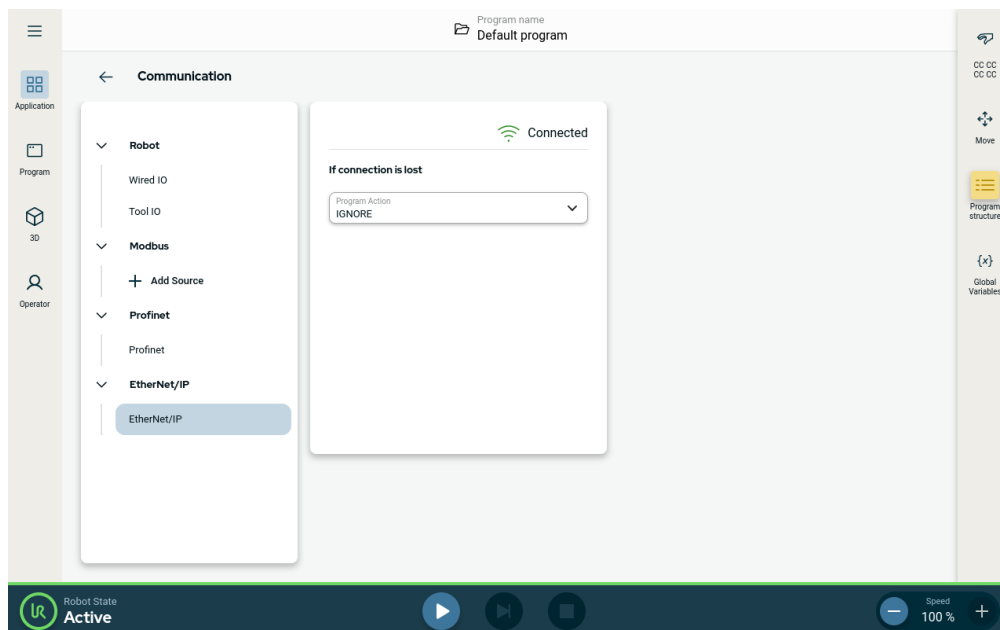 Program name
Default program
Application
Program
3D
Operator
Communication
Robot
Wired IO
Tool IO
Modbus
Add Source
Profinet
Profinet
EtherNet/IP
EtherNet/IP
Connected
If connection is lost
Program Action
IGNORE
CC CC
CC CC
Move
Program
structure
{x}
Global
Variables
Robot State
Active
Speed
100 %